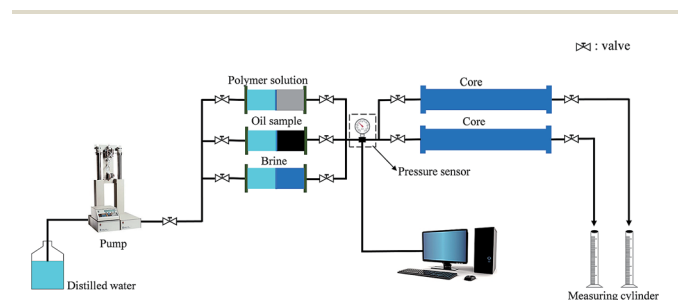 : valve
Polymer solution
Core
Oil sample
Core
Brine
Pressure sensor
Pump
Distilled water
Measuring cylinder